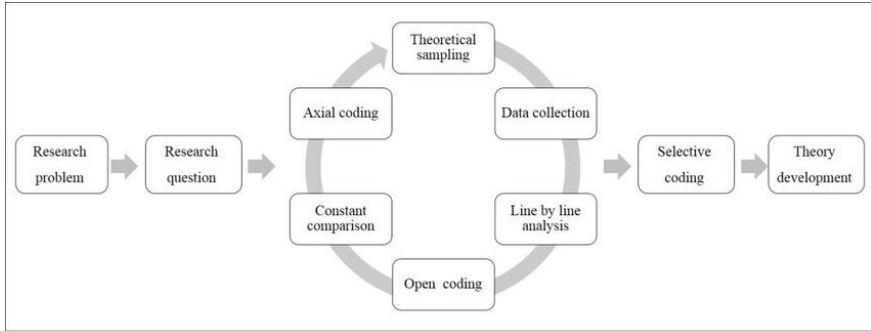 Research
problem
Research
question
Theoretical
sampling
Data collection
Line by line
analysis
Open coding
Constant
comparison
Axial coding
Selective
coding
Theory
development